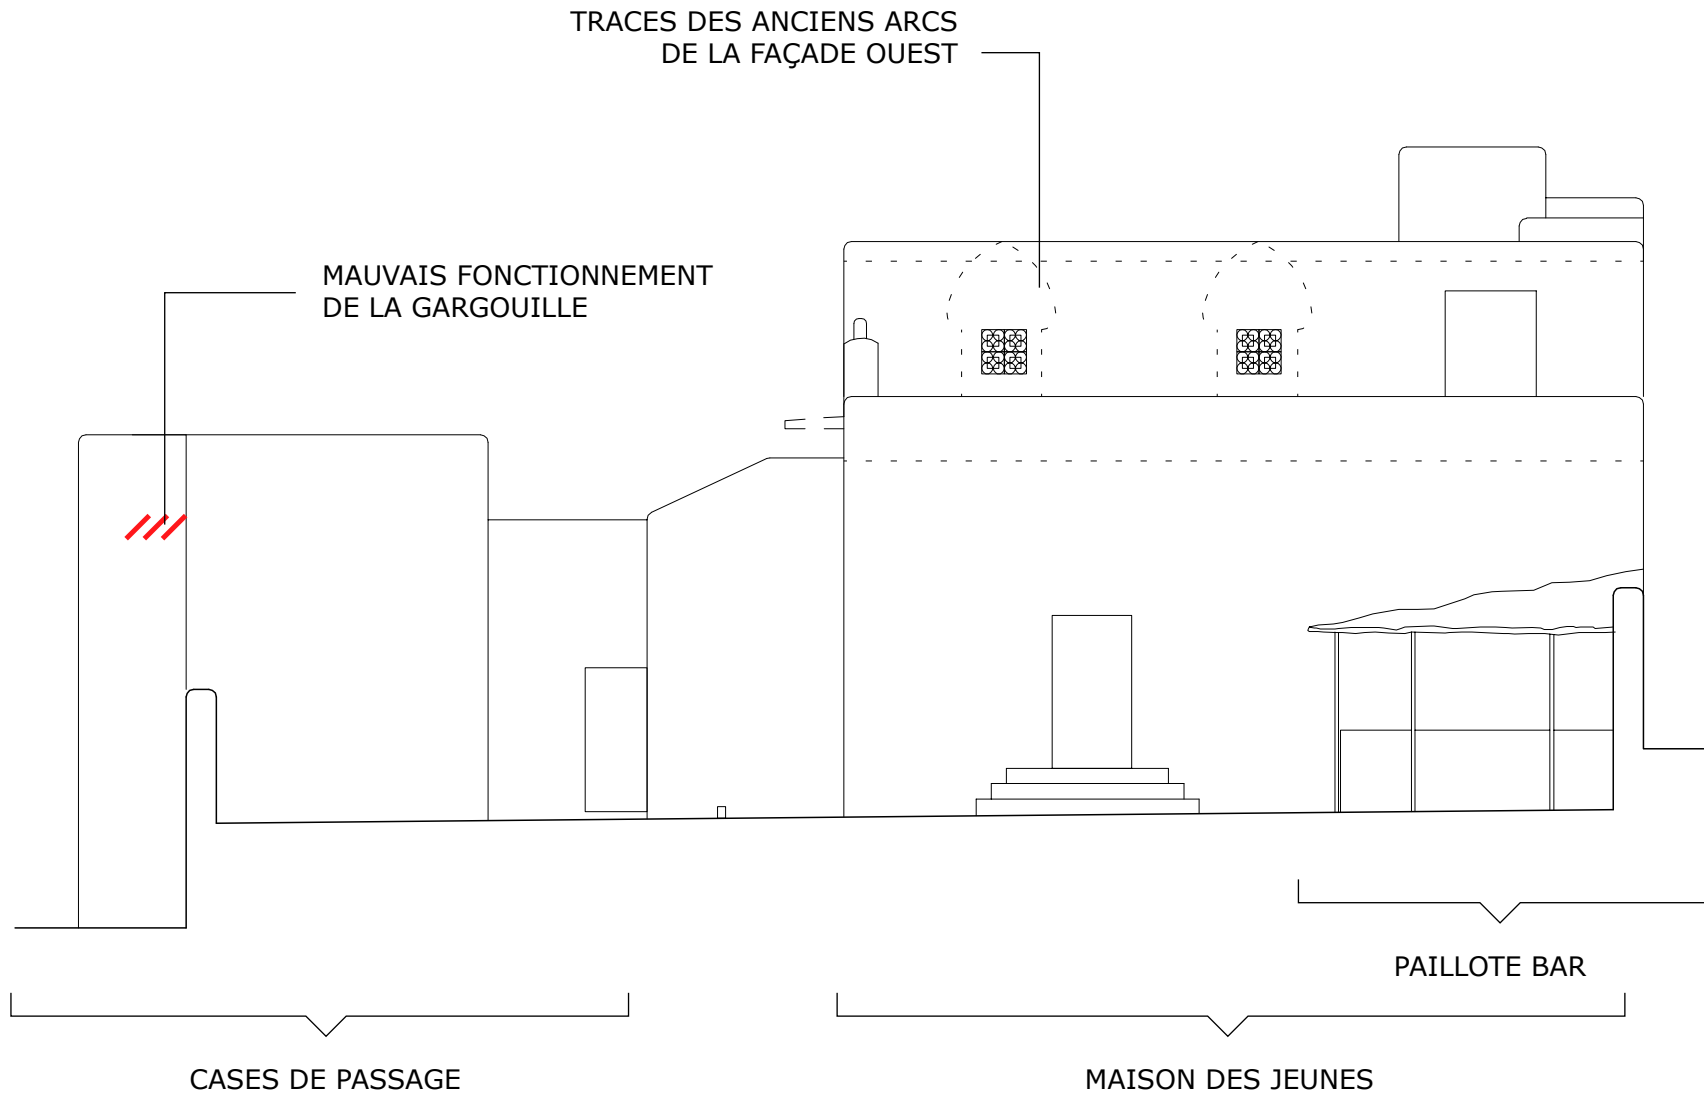 TRACES DES ANCIENS ARCS
DE LA FAÇADE OUEST
MAUVAIS FONCTIONNEMENT
DE LA GARGOUILLE
PAILLOTE BAR
CASES DE PASSAGE
MAISON DES JEUNES